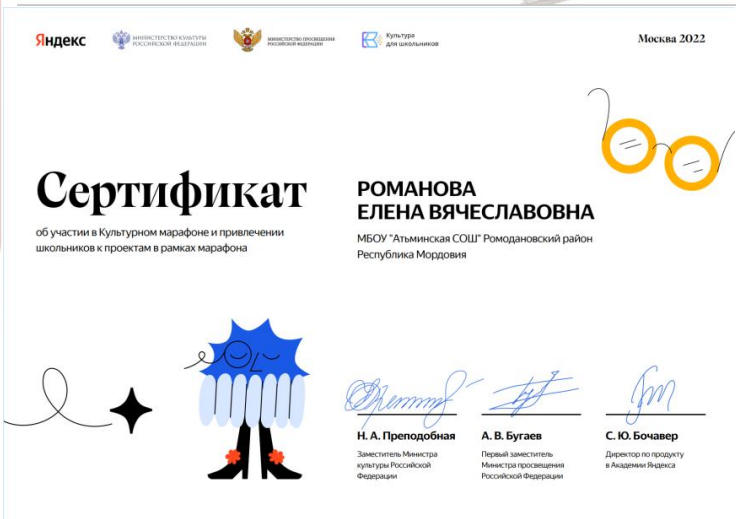 Яндекс
МИНИСТЕРСТВО КУЛЬТУРЫ
РОССИЙСКОЙ ФЕДЕРАЦИИ
МИНИСТЕРСТВО ПРОСВЕЩЕНИЯ
РОССИЙСКОЙ ФЕДЕРАЦИИ
Культура
для школьников
Москва 2022
Сертификат
об участии в Культурном марафоне и привлечении
школьников к проектам в рамках марафона
РОМАНОВА
ЕЛЕНА ВЯЧЕСЛАВОВНА
МБОУ "Атьминская СОШ" Ромодановский район
Республика Мордовия
Н. А. Преподобная
Заместитель Министра
культуры Российской
Федерации
А. В. Бугаев
Первый заместитель
Министра просвещения
Российской Федерации
С. Ю. Бочавер
Директор по продукту
в Академии Яндекса